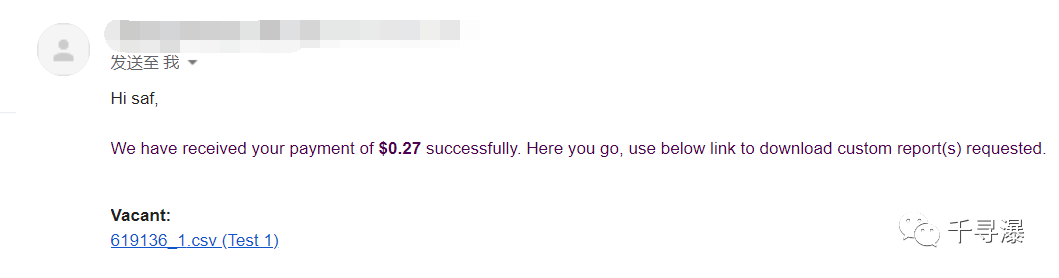 发送至 我
Hi saf,
We have received your payment of $0.27 successfully. Here you go, use below link to download custom report(s) requested.
Vacant:
619136_1.csv (Test 1)
千寻瀑